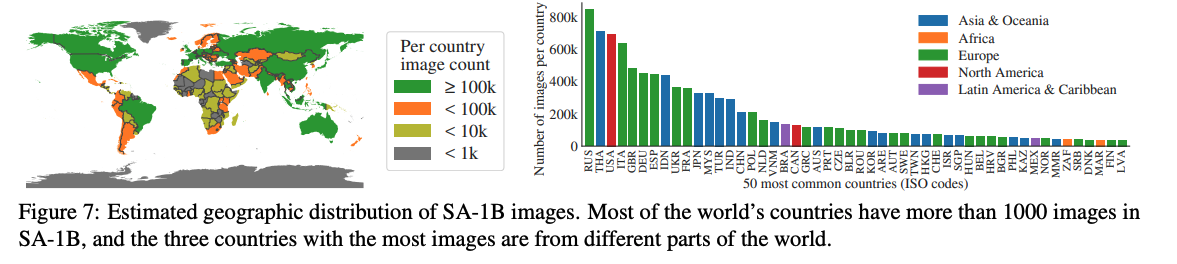 Per country
image count
≥ 100k
< 100k
< 10k
< 1k
Number of images per country
800k
600k
400k
200k
0
Asia & Oceania
Africa
Europe
North America
Latin America & Caribbean
RUS
THA
USA
ITA
GBR
DEU
ESP
IDN
UKR
FRA
JPN
MYS
TUR
IND
CHN
POL
NLD
VNM
BRA
CAN
GRC
AUS
PRT
CZE
BLR
ROU
KOR
ARE
AUT
SWE
TWN
HKG
CHE
ISR
SGP
HUN
BEL
HRV
BGR
PHL
KAZ
MEX
NOR
MMR
ZAF
SRB
DNK
MAR
FIN
LVA
50 most common countries (ISO codes)
Figure 7: Estimated geographic distribution of SA-1B images. Most of the world's countries have more than 1000 images in
SA-1B, and the three countries with the most images are from different parts of the world.